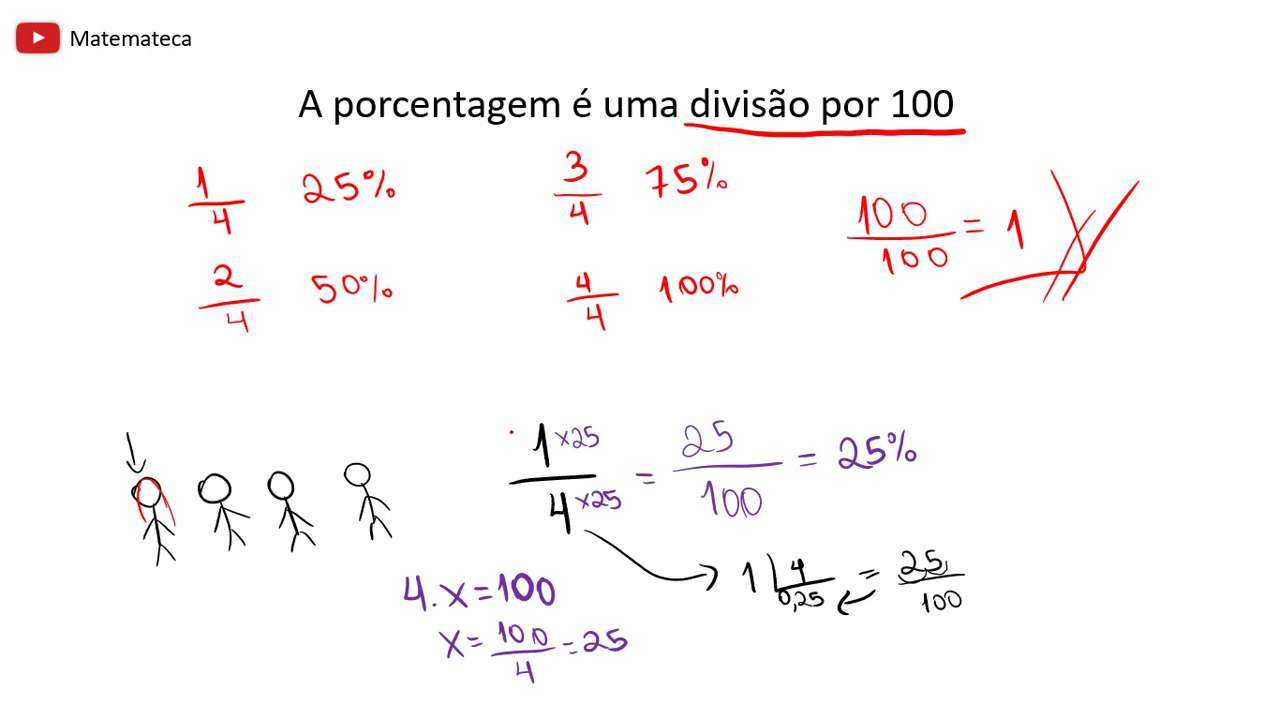 Matemateca
A porcentagem é uma divisão por 100
1/4 25%
3/4 75%
2/4 50%
4/4 100%
100/100 = 1
1 x25 / 4 x25 = 25/100 = 25%
1 4 0,25 = 25/100
4.x=100
x=100/4=25